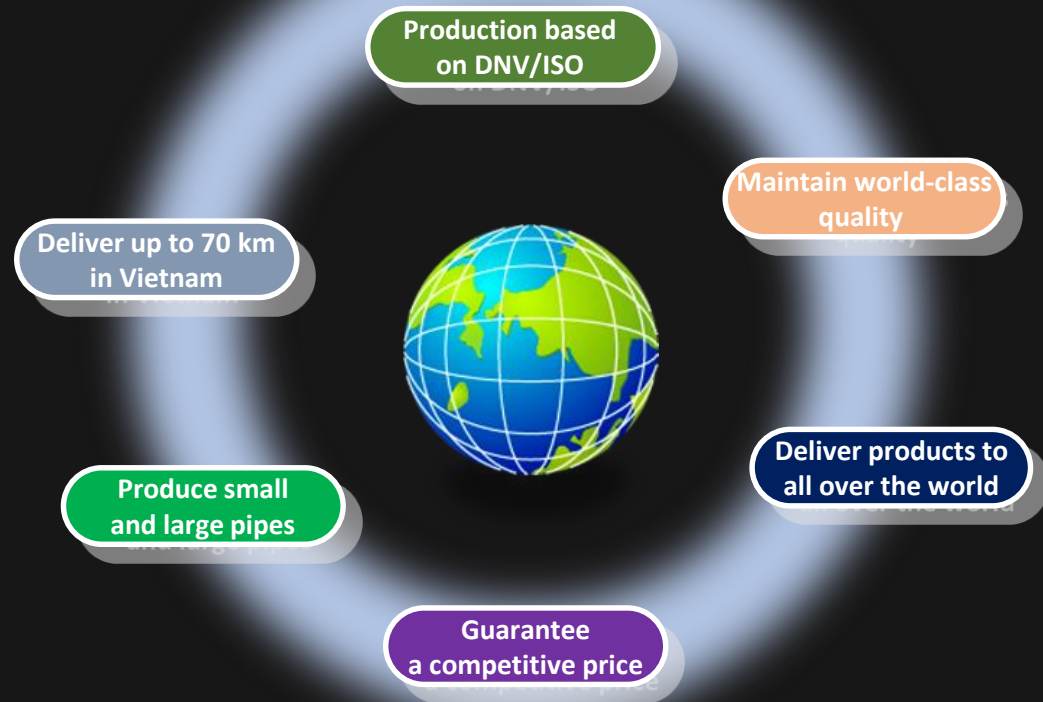 Production based
on DNV/ISO
Maintain world-class
quality
Deliver up to 70 km
in Vietnam
Deliver products to
all over the world
Produce small
and large pipes
Guarantee
a competitive price